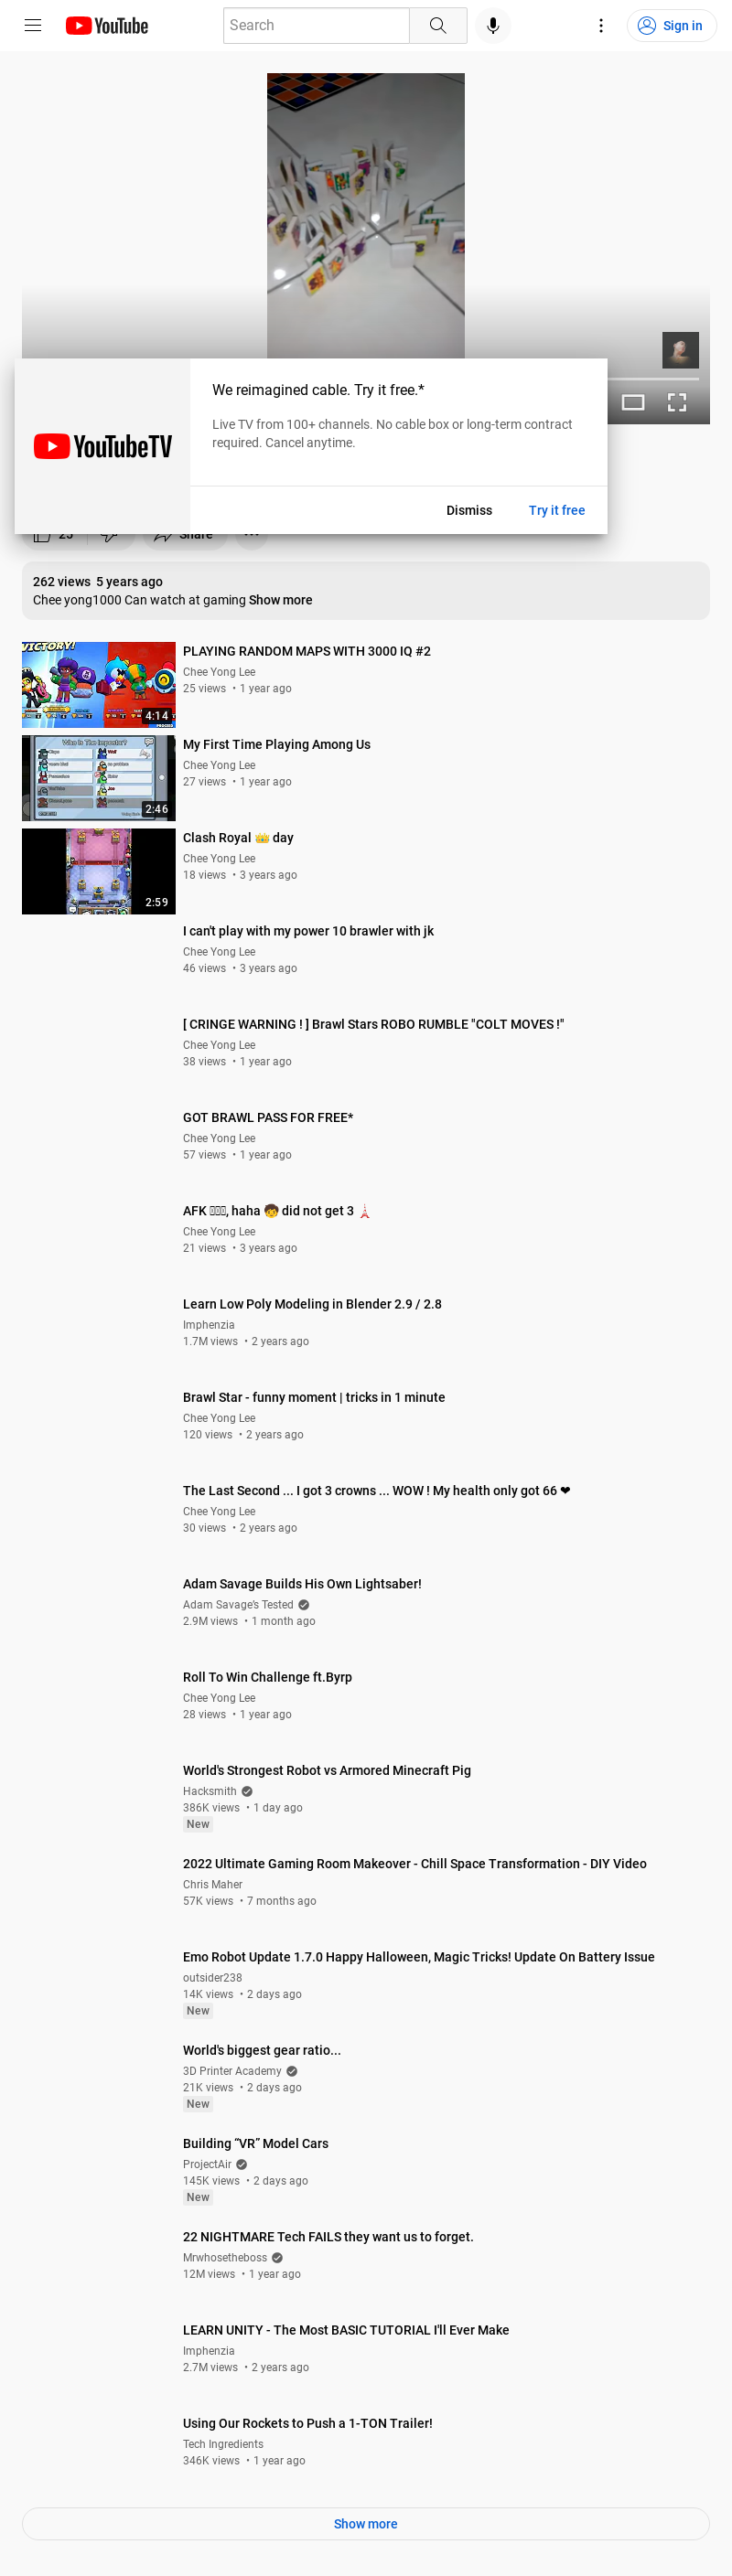 YouTube
Search
Sign in
YouTubeTV
We reimagined cable. Try it free.*
Live TV from 100+ channels. No cable box or long-term contract
required. Cancel anytime.
Dismiss
Try it free
25
Share
262 views 5 years ago
Chee yong1000 Can watch at gaming Show more
VICTORY!
4:14
PLAYING RANDOM MAPS WITH 3000 IQ #2
Chee Yong Lee
25 views • 1 year ago
Who Is The Impostor?
2:46
My First Time Playing Among Us
Chee Yong Lee
27 views • 1 year ago
2:59
Clash Royal 👑 day
Chee Yong Lee
18 views • 3 years ago
I can't play with my power 10 brawler with jk
Chee Yong Lee
46 views • 3 years ago
[ CRINGE WARNING ! ] Brawl Stars ROBO RUMBLE "COLT MOVES !"
Chee Yong Lee
38 views • 1 year ago
GOT BRAWL PASS FOR FREE*
Chee Yong Lee
57 views • 1 year ago
AFK , haha 🧒 did not get 3 🗼
Chee Yong Lee
21 views • 3 years ago
Learn Low Poly Modeling in Blender 2.9 / 2.8
Imphenzia
1.7M views • 2 years ago
Brawl Star - funny moment | tricks in 1 minute
Chee Yong Lee
120 views • 2 years ago
The Last Second ... I got 3 crowns ... WOW ! My health only got 66 ❤
Chee Yong Lee
30 views • 2 years ago
Adam Savage Builds His Own Lightsaber!
Adam Savage’s Tested
2.9M views • 1 month ago
Roll To Win Challenge ft.Byrp
Chee Yong Lee
28 views • 1 year ago
World's Strongest Robot vs Armored Minecraft Pig
Hacksmith
386K views • 1 day ago
New
2022 Ultimate Gaming Room Makeover - Chill Space Transformation - DIY Video
Chris Maher
57K views • 7 months ago
Emo Robot Update 1.7.0 Happy Halloween, Magic Tricks! Update On Battery Issue
outsider238
14K views • 2 days ago
New
World's biggest gear ratio...
3D Printer Academy
21K views • 2 days ago
New
Building “VR” Model Cars
ProjectAir
145K views • 2 days ago
New
22 NIGHTMARE Tech FAILS they want us to forget.
Mrwhosetheboss
12M views • 1 year ago
LEARN UNITY - The Most BASIC TUTORIAL I'll Ever Make
Imphenzia
2.7M views • 2 years ago
Using Our Rockets to Push a 1-TON Trailer!
Tech Ingredients
346K views • 1 year ago
Show more